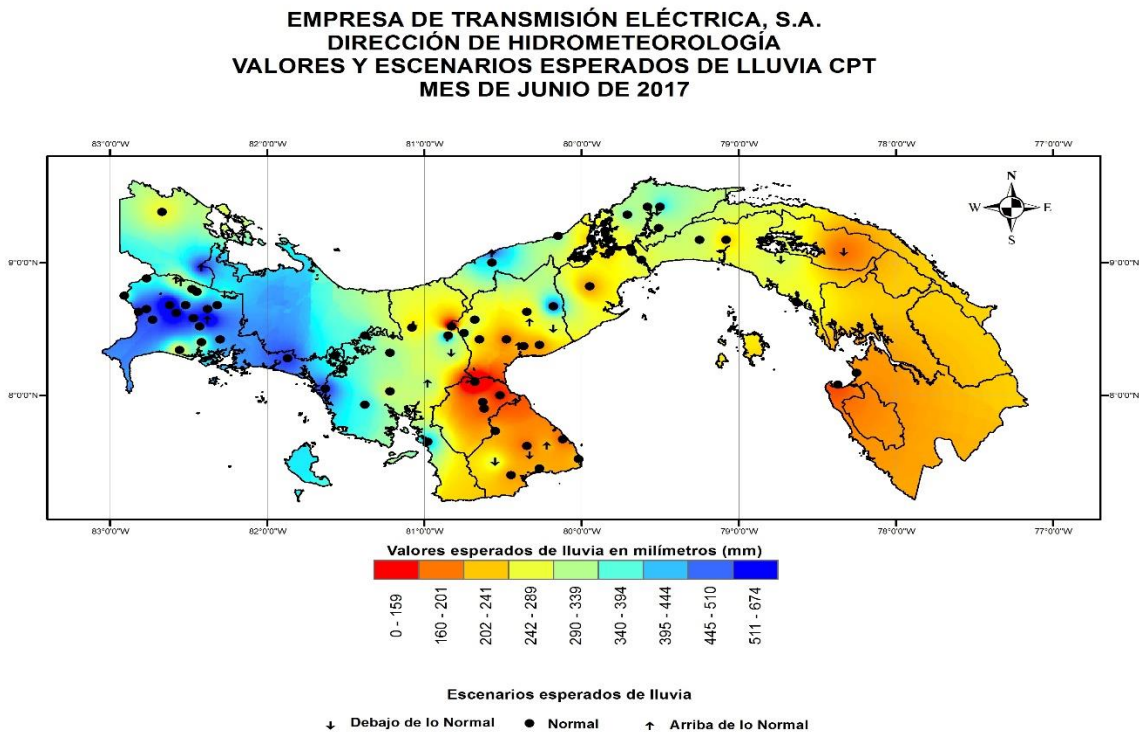 EMPRESA DE TRANSMISIÓN ELÉCTRICA, S.A.
DIRECCIÓN DE HIDROMETEOROLOGÍA
VALORES Y ESCENARIOS ESPERADOS DE LLUVIA CPT
MES DE JUNIO DE 2017
83°0'0"W 82°0'0"W 81°0'0"W 80°0'0"W 79°0'0"W 78°0'0"W 77°0'0"W
N
W E
S
9°0'0"N 9°0'0"N
8°0'0"N 8°0'0"N
83°0'0"W 82°0'0"W 81°0'0"W 80°0'0"W 79°0'0"W 78°0'0"W 77°0'0"W
Valores esperados de lluvia en milímetros (mm)
0 - 159
160 - 201
202 - 241
242 - 289
290 - 339
340 - 394
395 - 444
445 - 510
511 - 674
Escenarios esperados de lluvia
↓ Debajo de lo Normal ● Normal ↑ Arriba de lo Normal